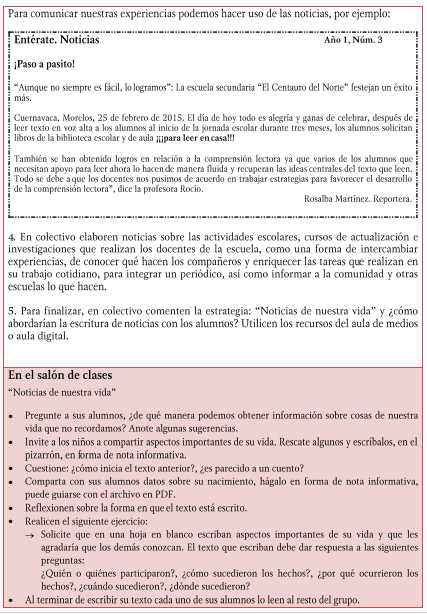 Para comunicar nuestras experiencias podemos hacer uso de las noticias, por ejemplo:
Entérate. Noticias Año 1, Núm. 3
¡Paso a pasito!
“Aunque no siempre es fácil, lo logramos”: La escuela secundaria “El Centauro del Norte” festejan un éxito
más.
Cuernavaca, Morelos, 25 de febrero de 2015. El día de hoy todo es alegría y ganas de celebrar, después de
leer texto en voz alta a los alumnos al inicio de la jornada escolar durante tres meses, los alumnos solicitan
libros de la biblioteca escolar y de aula ¡¡¡para leer en casa!!!
También se han obtenido logros en relación a la comprensión lectora ya que varios de los alumnos que
necesitan apoyo para leer ahora lo hacen de manera fluida y recuperan las ideas centrales del texto que leen.
Todo se debe a que los docentes nos pusimos de acuerdo en trabajar estrategias para favorecer el desarrollo
de la comprensión lectora”, dice la profesora Rocío.
Rosalba Martínez. Reportera.
4. En colectivo elaboren noticias sobre las actividades escolares, cursos de actualización e
investigaciones que realizan los docentes de la escuela, como una forma de intercambiar
experiencias, de conocer qué hacen los compañeros y enriquecer las tareas que realizan en
su trabajo cotidiano, para integrar un periódico, así como informar a la comunidad y otras
escuelas lo que hacen.
5. Para finalizar, en colectivo comenten la estrategia: “Noticias de nuestra vida” y ¿cómo
abordarían la escritura de noticias con los alumnos? Utilicen los recursos del aula de medios
o aula digital.
En el salón de clases
“Noticias de nuestra vida”
• Pregunte a sus alumnos, ¿de qué manera podemos obtener información sobre cosas de nuestra
vida que no recordamos? Anote algunas sugerencias.
• Invite a los niños a compartir aspectos importantes de su vida. Rescate algunos y escríbalos, en el
pizarrón, en forma de nota informativa.
• Cuestione: ¿cómo inicia el texto anterior?, ¿es parecido a un cuento?
• Comparta con sus alumnos datos sobre su nacimiento, hágalo en forma de nota informativa,
puede guiarse con el archivo en PDF.
• Reflexionen sobre la forma en que el texto está escrito.
• Realicen el siguiente ejercicio:
→ Solicite que en una hoja en blanco escriban aspectos importantes de su vida y que les
agradaría que los demás conozcan. El texto que escriban debe dar respuesta a las siguientes
preguntas:
¿Quién o quiénes participaron?, ¿cómo sucedieron los hechos?, ¿por qué ocurrieron los
hechos?, ¿cuándo sucedieron?, ¿dónde sucedieron?
• Al terminar de escribir su texto cada uno de sus alumnos lo leen al resto del grupo.